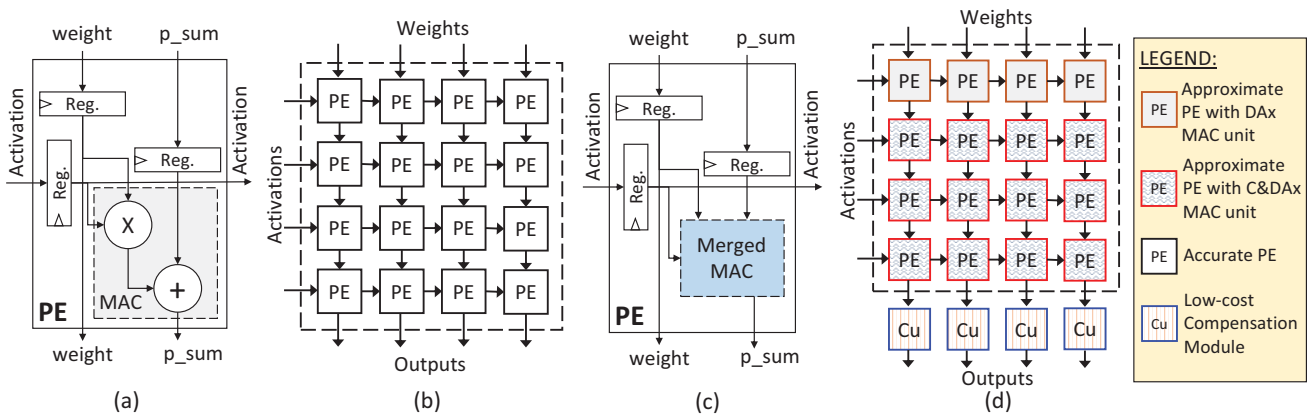 weight p_sum
Reg.
Reg.
Reg.
Activation
Activation
X
+
MAC
PE
weight p_sum
(a)
PE PE PE PE
PE PE PE PE
PE PE PE PE
PE PE PE PE
Activations
Outputs
(b)
weight p_sum
Reg.
Reg.
Reg.
Activation
Activation
Merged
MAC
PE
weight p_sum
(c)
Weights
PE PE PE PE
PE PE PE PE
PE PE PE PE
PE PE PE PE
Activations
Cu Cu Cu Cu
Outputs
(d)
Weights
LEGEND:
PE
Approximate
PE with DAx
MAC unit
PE
Approximate
PE with C&DAx
MAC unit
PE
Accurate PE
Cu
Low-cost
Compensation
Module